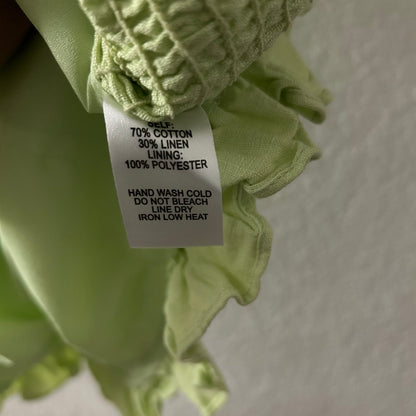 SELF:
70% COTTON
30% LINEN
LINING:
100% POLYESTER
HAND WASH COLD
DO NOT BLEACH
LINE DRY
IRON LOW HEAT